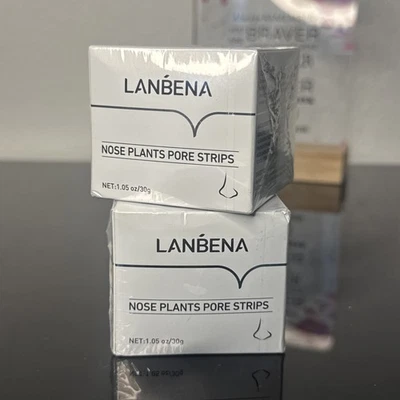 BRAVER
LANBENA
NOSE PLANTS PORE STRIPS
NET:1.05 oz/30g
LANBENA
NOSE PLANTS PORE STRIPS
NET:1.05 oz/30g